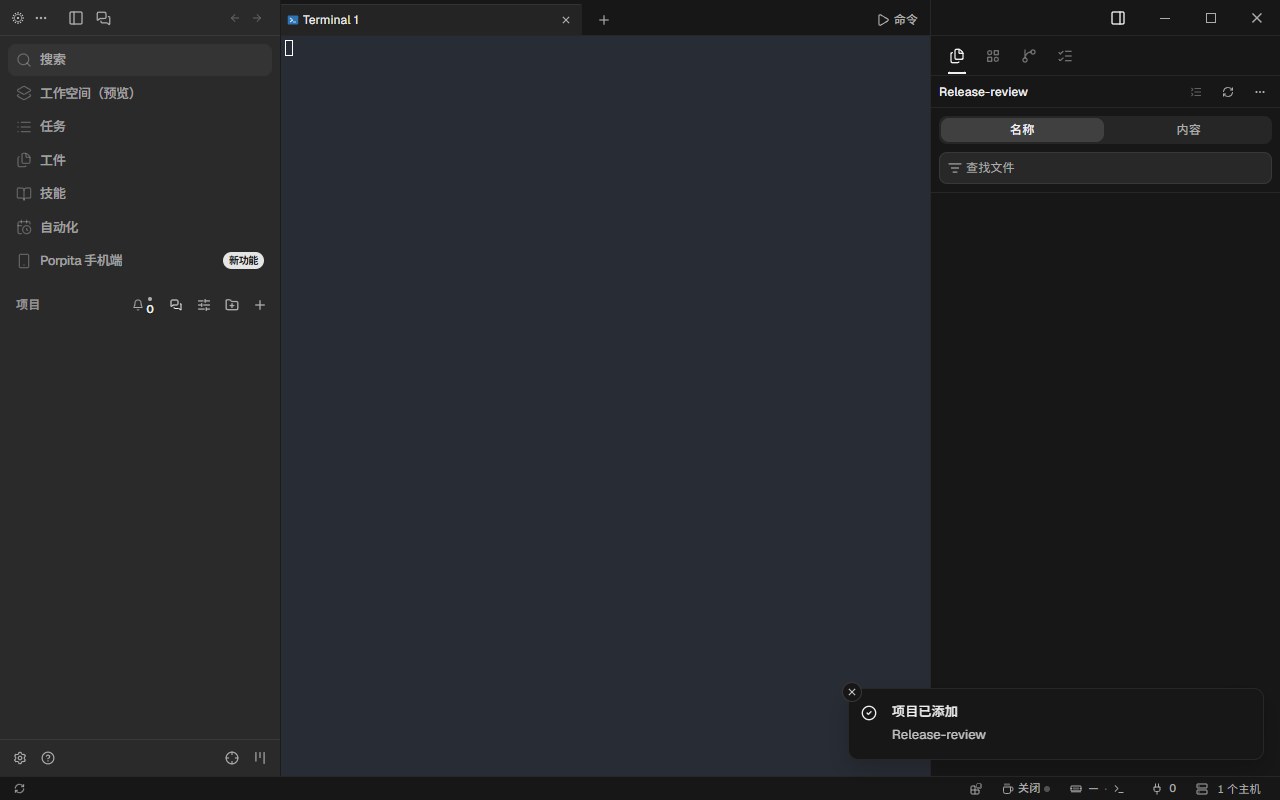 Terminal 1
命令
搜索
工作空间（预览）
任务
工件
技能
自动化
Porpita 手机端
新功能
项目
0
Release-review
名称
内容
查找文件
项目已添加
Release-review
关闭
0
1 个主机